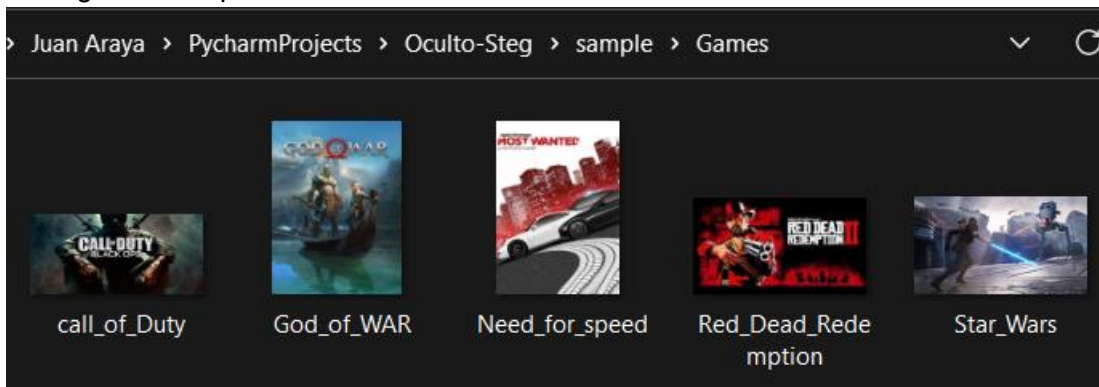 > Juan Araya > PycharmProjects > Oculto-Steg > sample > Games
GOD OF WAR
MOST WANTED
CALL OF DUTY
BLACK OPS
RED DEAD
REDEMPTION II
call_of_Duty
God_of_WAR
Need_for_speed
Red_Dead_Rede
mption
Star_Wars